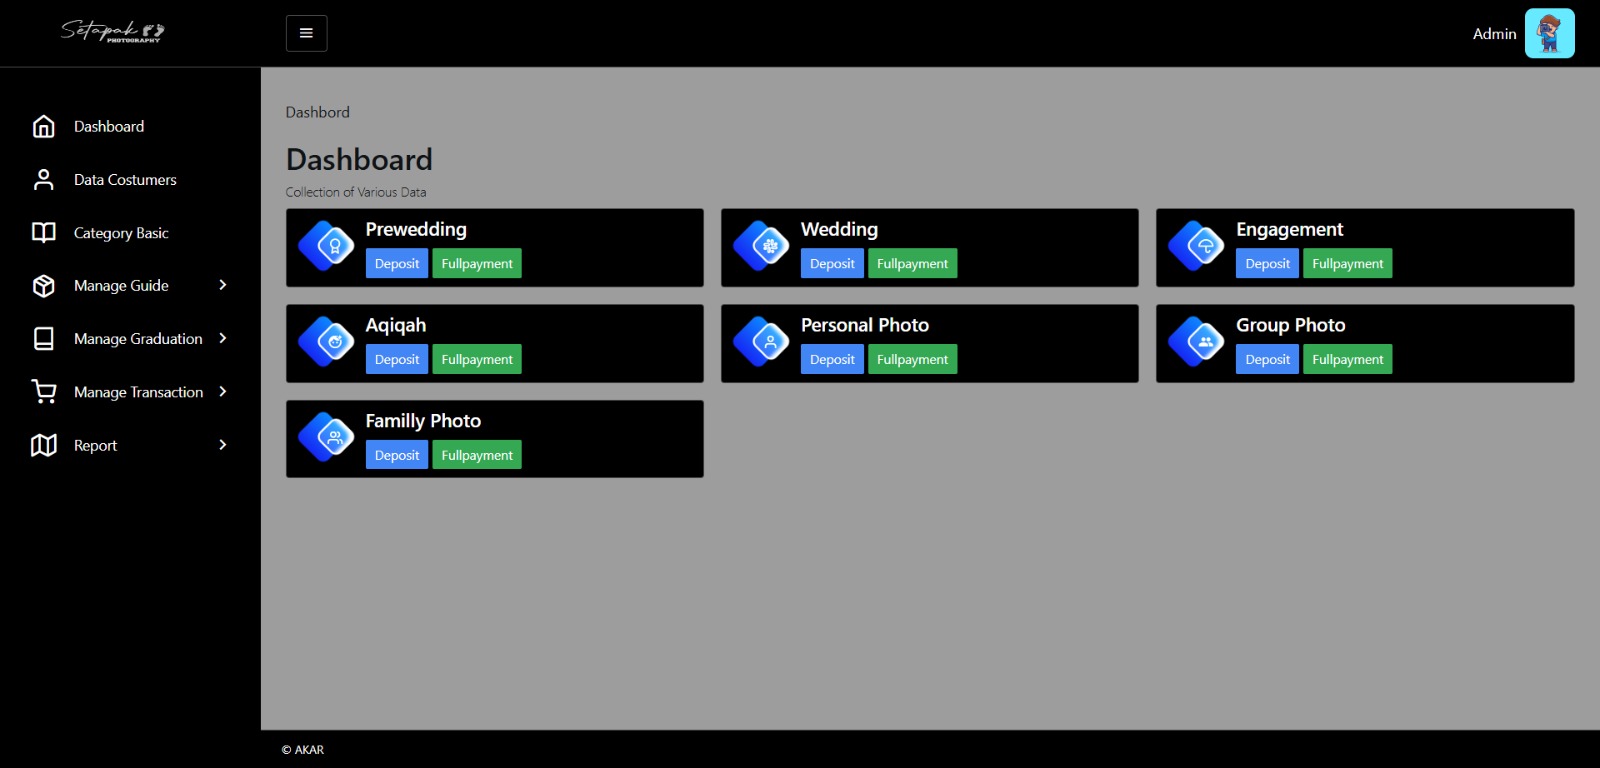 Setapak
PHOTOGRAPHY
Admin
Dashboard
Data Costumers
Category Basic
Manage Guide
Manage Graduation
Manage Transaction
Report
Dashbord
Dashboard
Collection of Various Data
Prewedding
Deposit Fullpayment
Wedding
Deposit Fullpayment
Engagement
Deposit Fullpayment
Aqiqah
Deposit Fullpayment
Personal Photo
Deposit Fullpayment
Group Photo
Deposit Fullpayment
Familly Photo
Deposit Fullpayment
© AKAR